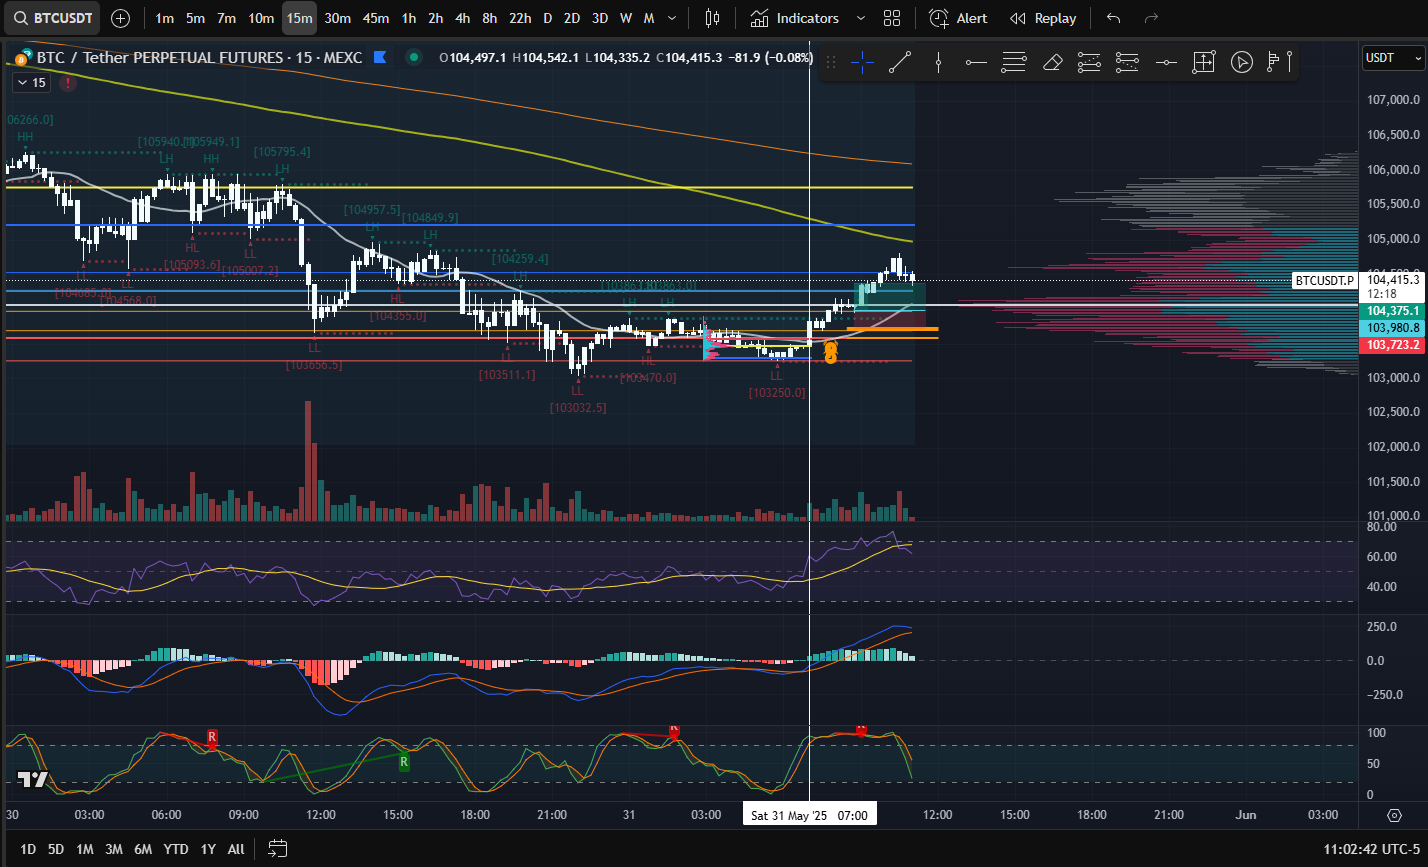 BTCUSDT 1m 5m 7m 10m 15m 30m 45m 1h 2h 4h 8h 22h D 2D 3D W M Indicators Alert Replay
BTC / Tether PERPETUAL FUTURES · 15 · MEXC O104,497.1 H104,542.1 L104,335.2 C104,415.3 −81.9 (−0.08%) USDT
15 !
107,000.0
06266.0]
106,500.0
HH
[105949.1]
[105795.4]
LH HH
LH
106,000.0
105,500.0
[104957.5]
[104849.9]
LH
LH
105,000.0
HL
LL
LL
[105093.6]
[105007.2]
[104259.4]
LH
LL
[104568.0]
BTCUSDT.P 104,415.3
12:18
HL
[104355.0]
LH LH
104,375.1
103,980.8
103,723.2
LL
[103656.5]
LL
[103511.1]
HL
[103470.0]
LL
[103032.5]
LL
[103250.0]
103,000.0
102,500.0
102,000.0
101,500.0
101,000.0
80.00
60.00
40.00
250.0
0.0
−250.0
R R R
R
100
50
0
30 03:00 06:00 09:00 12:00 15:00 18:00 21:00 31 03:00 Sat 31 May '25 07:00 12:00 15:00 18:00 21:00 Jun 03:00
1D 5D 1M 3M 6M YTD 1Y All 11:02:42 UTC-5